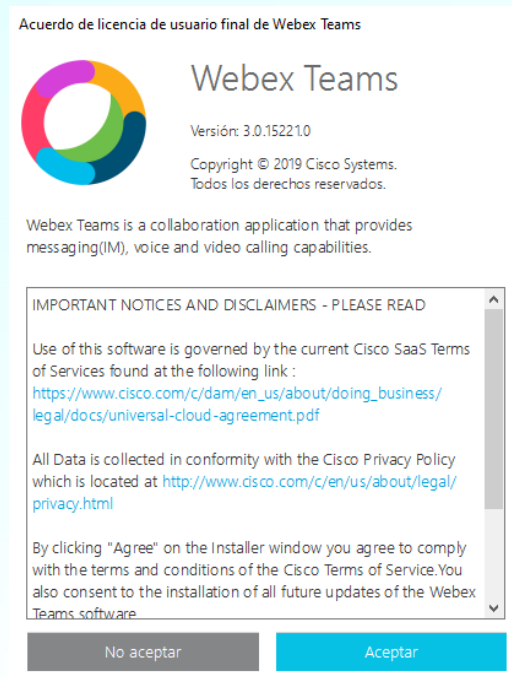 Acuerdo de licencia de usuario final de Webex Teams
Webex Teams
Versión: 3.0.15221.0
Copyright © 2019 Cisco Systems.
Todos los derechos reservados.
Webex Teams is a collaboration application that provides
messaging(IM), voice and video calling capabilities.
IMPORTANT NOTICES AND DISCLAIMERS - PLEASE READ
Use of this software is governed by the current Cisco SaaS Terms
of Services found at the following link :
https://www.cisco.com/c/dam/en_us/about/doing_business/
legal/docs/universal-cloud-agreement.pdf
All Data is collected in conformity with the Cisco Privacy Policy
which is located at http://www.cisco.com/c/en/us/about/legal/
privacy.html
By clicking "Agree" on the Installer window you agree to comply
with the terms and conditions of the Cisco Terms of Service.You
also consent to the installation of all future updates of the Webex
Teams software
No aceptar
Aceptar